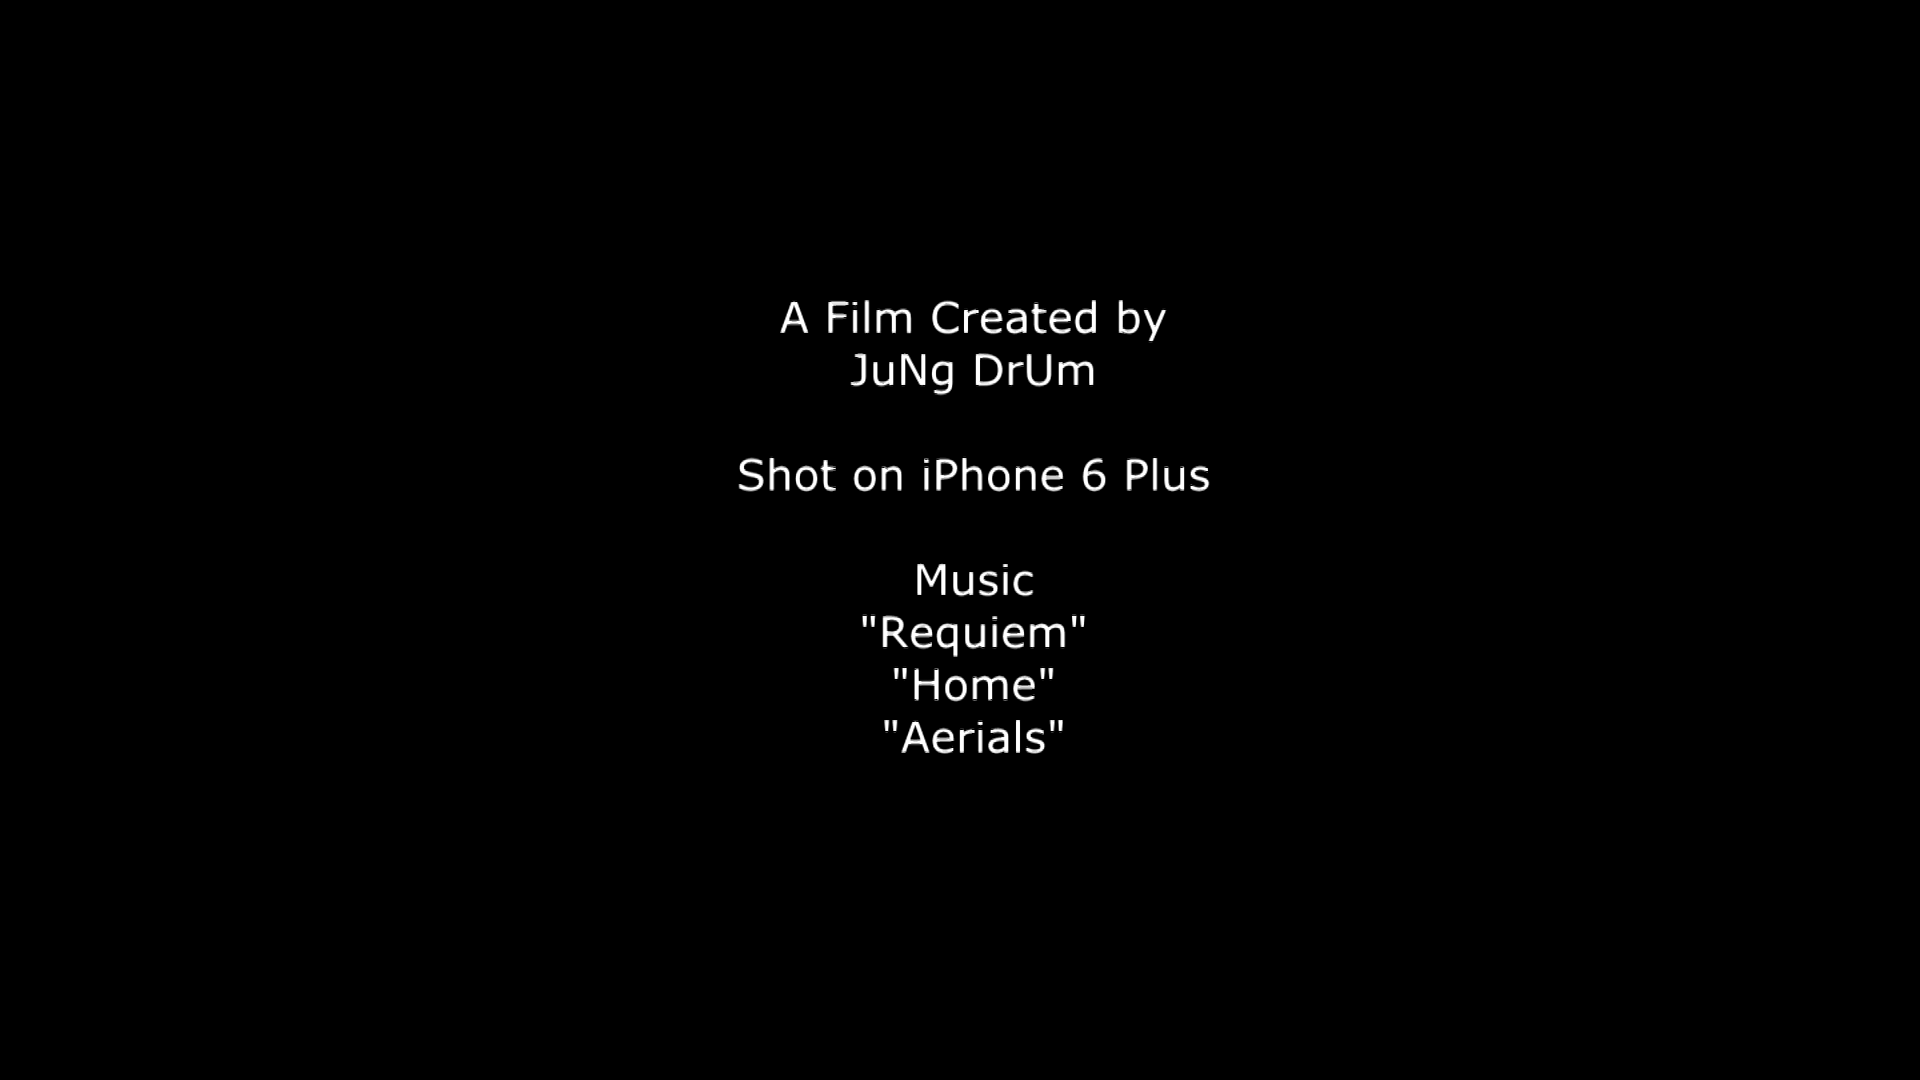 A Film Created by
JuNg DrUm
Shot on iPhone 6 Plus
Music
"Requiem"
"Home"
"Aerials"